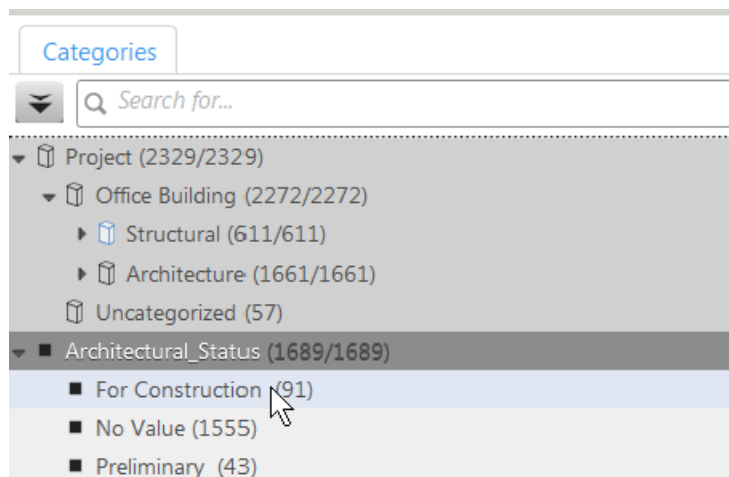 Categories
Search for...
Project (2329/2329)
Office Building (2272/2272)
Structural (611/611)
Architecture (1661/1661)
Uncategorized (57)
Architectural_Status (1689/1689)
For Construction (91)
No Value (1555)
Preliminary (43)